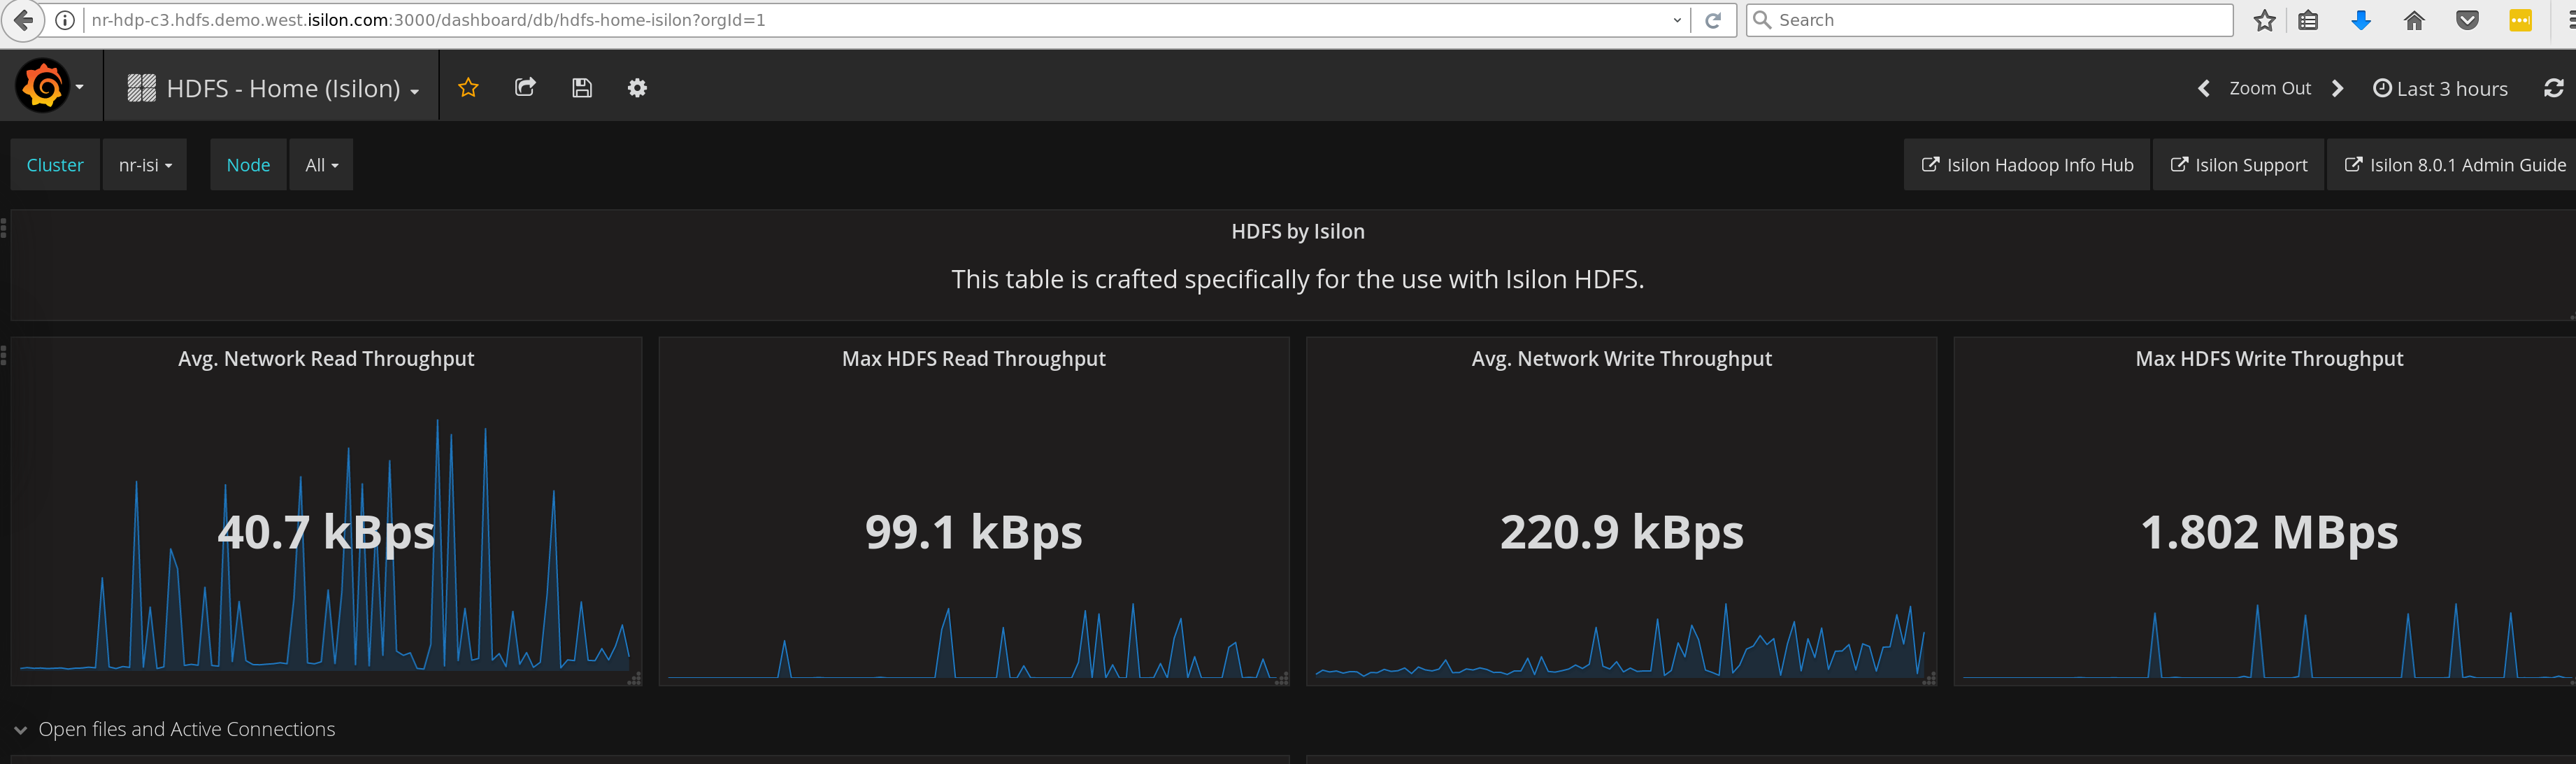 nr-hdp-c3.hdfs.demo.west.isilon.com:3000/dashboard/db/hdfs-home-isilon?orgId=1
Search
HDFS - Home (Isilon)
Zoom Out
Last 3 hours
Cluster
nr-isi
Node
All
Isilon Hadoop Info Hub
Isilon Support
Isilon 8.0.1 Admin Guide
HDFS by Isilon
This table is crafted specifically for the use with Isilon HDFS.
Avg. Network Read Throughput
40.7 kBps
Max HDFS Read Throughput
99.1 kBps
Avg. Network Write Throughput
220.9 kBps
Max HDFS Write Throughput
1.802 MBps
Open files and Active Connections